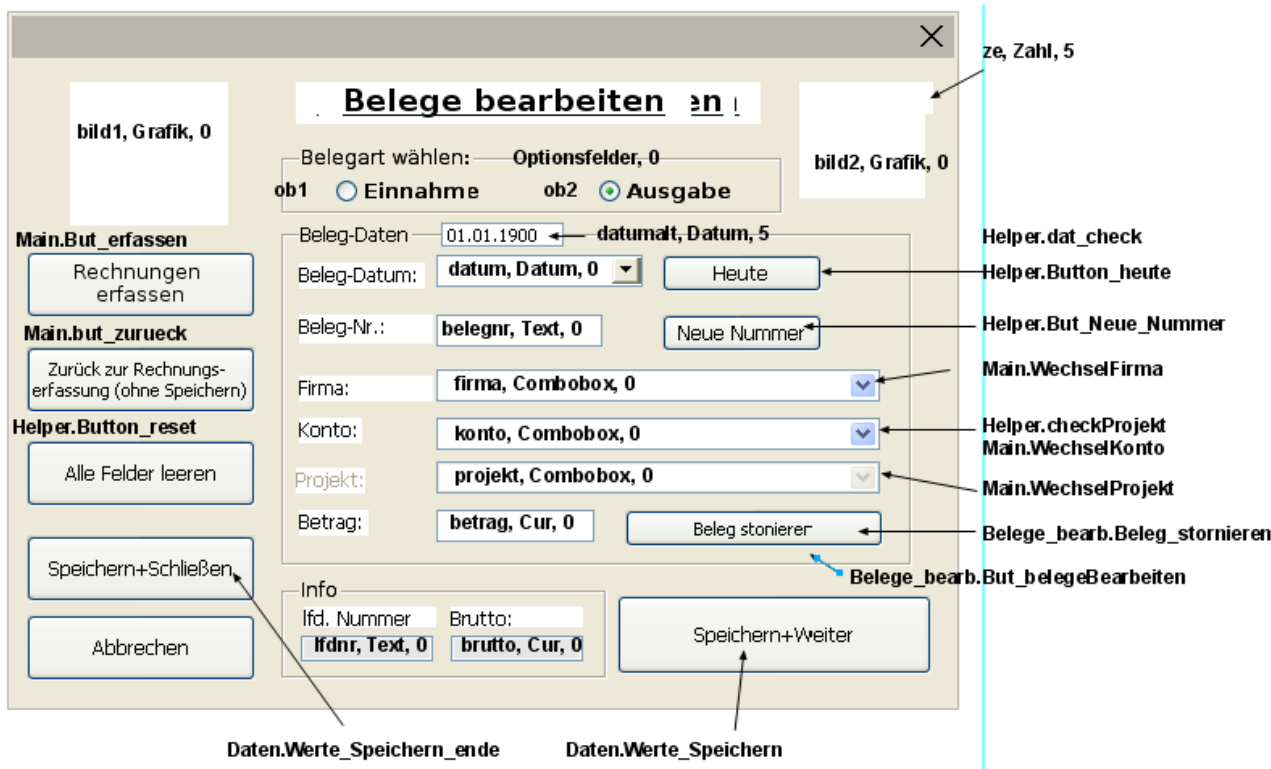 ze, Zahl, 5
Belege bearbeiten en
bild1, Grafik, 0
Belegart wählen: Optionsfelder, 0
bild2, Grafik, 0
ob1 Einnahme ob2 Ausgabe
Main.But_erfassen
Beleg-Daten 01.01.1900 datumalt, Datum, 5
Helper.dat_check
Rechnungen
erfassen
Beleg-Datum: datum, Datum, 0 Heute
Helper.Button_heute
Main.but_zurueck
Beleg-Nr.: belegnr, Text, 0 Neue Nummer
Helper.But_Neue_Nummer
Zurück zur Rechnungs-
erfassung (ohne Speichern)
Firma: firma, Combobox, 0
Main.WechselFirma
Helper.Button_reset
Konto: konto, Combobox, 0
Helper.checkProjekt
Main.WechselKonto
Alle Felder leeren
Projekt: projekt, Combobox, 0
Main.WechselProjekt
Betrag: betrag, Cur, 0 Beleg stonieren
Belege_bearb.Beleg_stornieren
Speichern+Schließen
Belege_bearb.But_belegeBearbeiten
Info
lfd. Nummer Brutto:
lfdnr, Text, 0 brutto, Cur, 0
Speichern+Weiter
Abbrechen
Daten.Werte_Speichern_ende Daten.Werte_Speichern